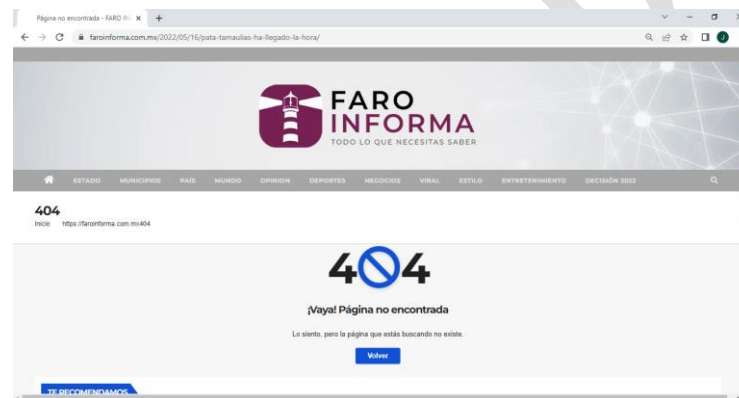 Página no encontrada - FARO
faroinforma.com.mx/2022/05/16/pata-tamaulias-ha-llegado-la-hora/
FARO
INFORMA
TODO LO QUE NECESITAS SABER
ESTADO MUNICIPIOS PAÍS MUNDO OPINION DEPORTES NEGOCIOS VIRAL ESTILO ENTRETENIMIENTO DECISIÓN 2022
404
Inicio https://faroinforma.com.mx404
404
¡Vaya! Página no encontrada
Lo siento, pero la página que estás buscando no existe.
Volver
TE RECOMENDAMOS